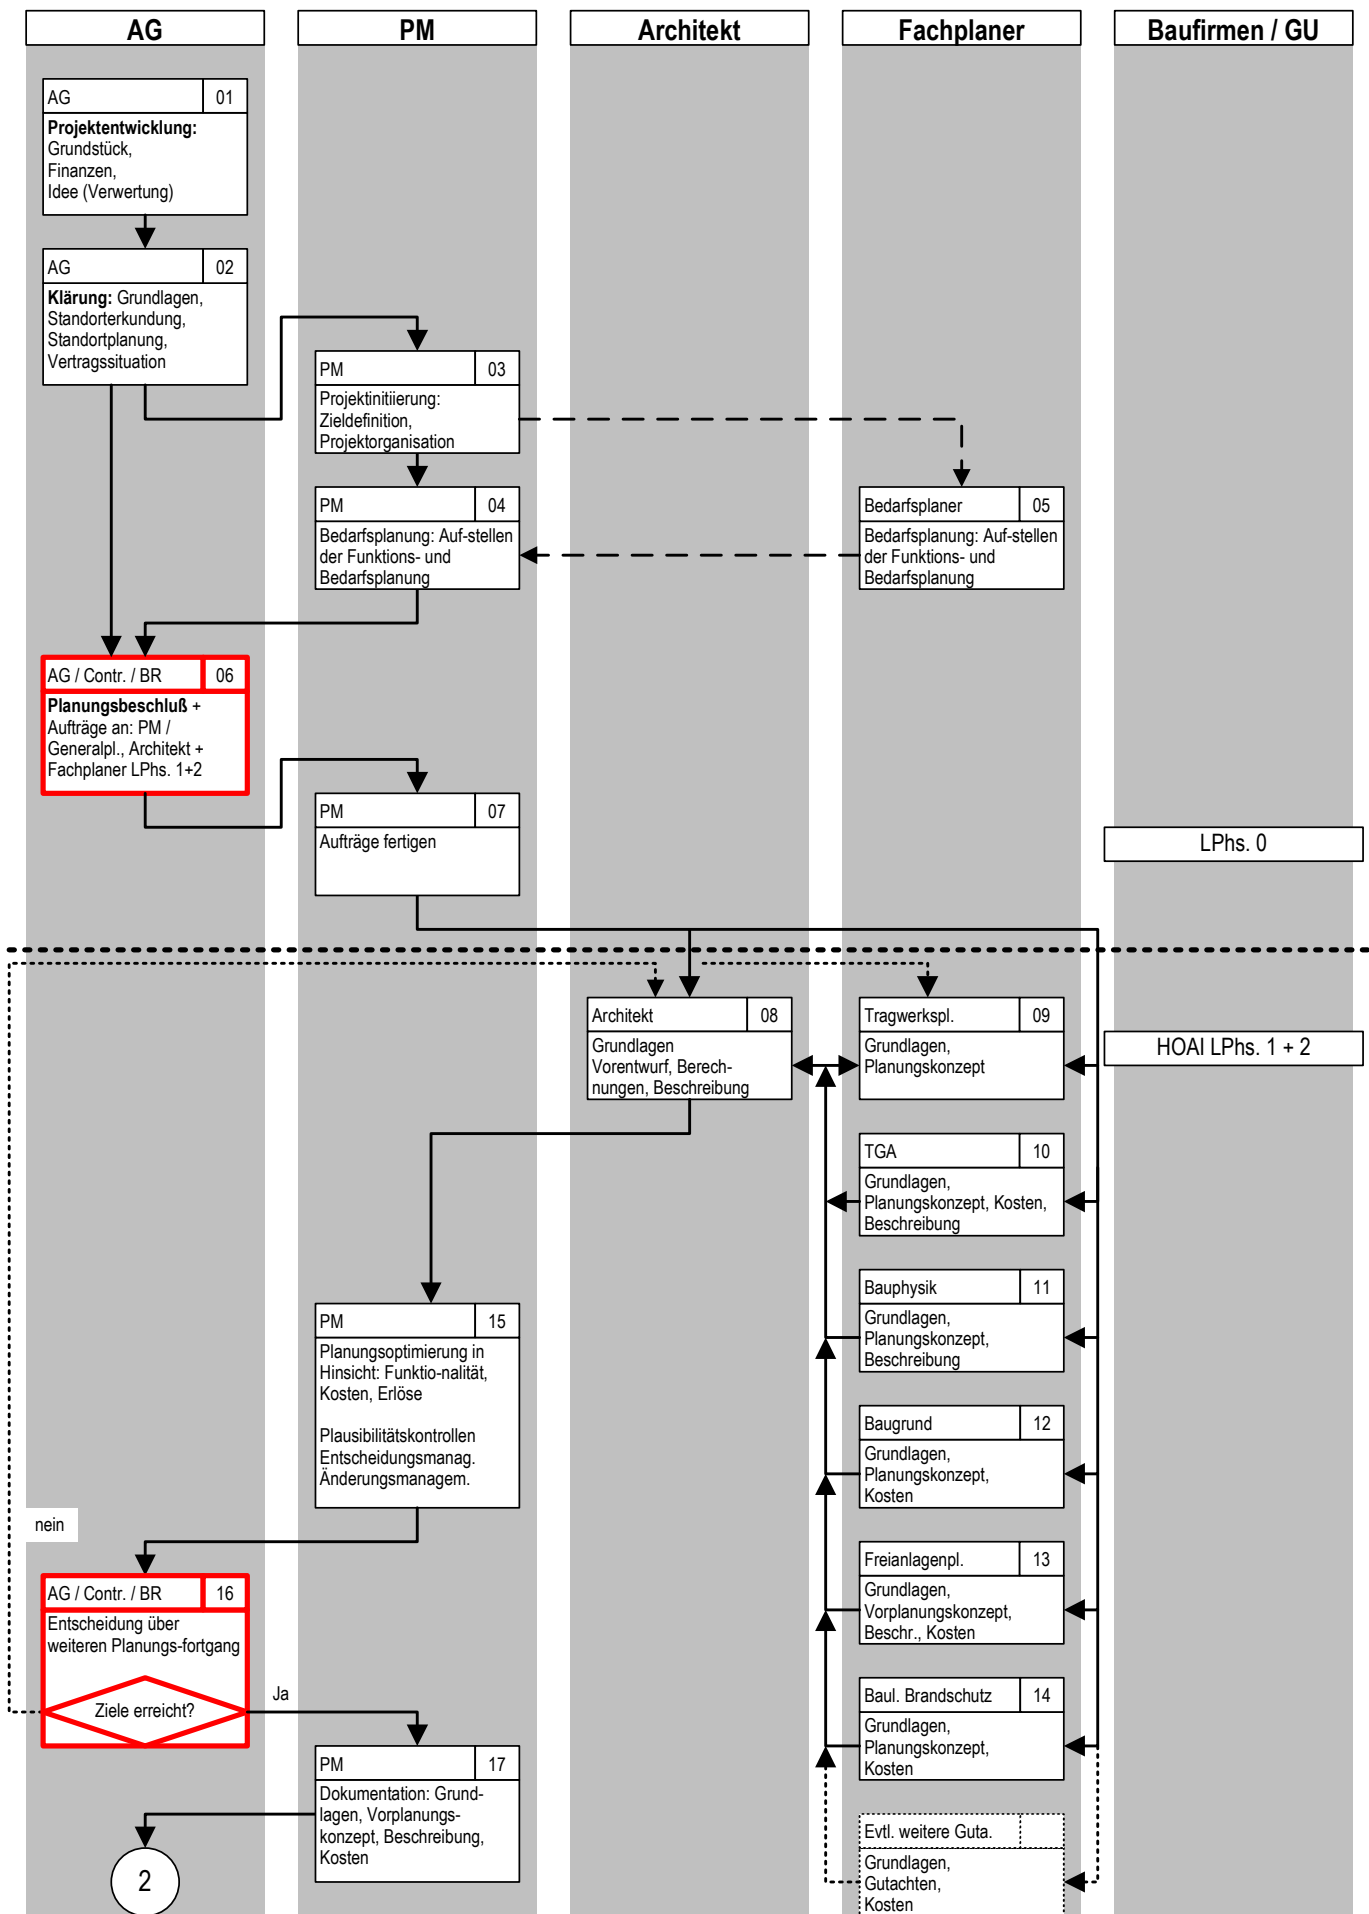 AG
PM
Architekt
Fachplaner
Baufirmen / GU
AG
01
Projektentwicklung:
Grundstück,
Finanzen,
Idee (Verwertung)
AG
02
Klärung: Grundlagen,
Standorterkundung,
Standortplanung,
Vertragssituation
PM
03
Projektinitiierung:
Zieldefinition,
Projektorganisation
PM
04
Bedarfsplanung: Auf-stellen
der Funktions- und
Bedarfsplanung
Bedarfsplaner
05
Bedarfsplanung: Auf-stellen
der Funktions- und
Bedarfsplanung
AG / Contr. / BR
06
Planungsbeschluß +
Aufträge an: PM /
Generalpl., Architekt +
Fachplaner LPhs. 1+2
PM
07
Aufträge fertigen
LPhs. 0
Architekt
08
Grundlagen
Vorentwurf, Berech-
nungen, Beschreibung
Tragwerkspl.
09
Grundlagen,
Planungskonzept
HOAI LPhs. 1 + 2
TGA
10
Grundlagen,
Planungskonzept, Kosten,
Beschreibung
Bauphysik
11
Grundlagen,
Planungskonzept,
Beschreibung
PM
15
Planungsoptimierung in
Hinsicht: Funktio-nalität,
Kosten, Erlöse
Plausibilitätskontrollen
Entscheidungsmanag.
Änderungsmanagem.
Baugrund
12
Grundlagen,
Planungskonzept,
Kosten
nein
Freianlagenpl.
13
Grundlagen,
Vorplanungskonzept,
Beschr., Kosten
AG / Contr. / BR
16
Entscheidung über
weiteren Planungs-fortgang
Ziele erreicht?
Ja
Baul. Brandschutz
14
Grundlagen,
Planungskonzept,
Kosten
PM
17
Dokumentation: Grund-
lagen, Vorplanungs-
konzept, Beschreibung,
Kosten
Evtl. weitere Guta.
Grundlagen,
Gutachten,
Kosten
2